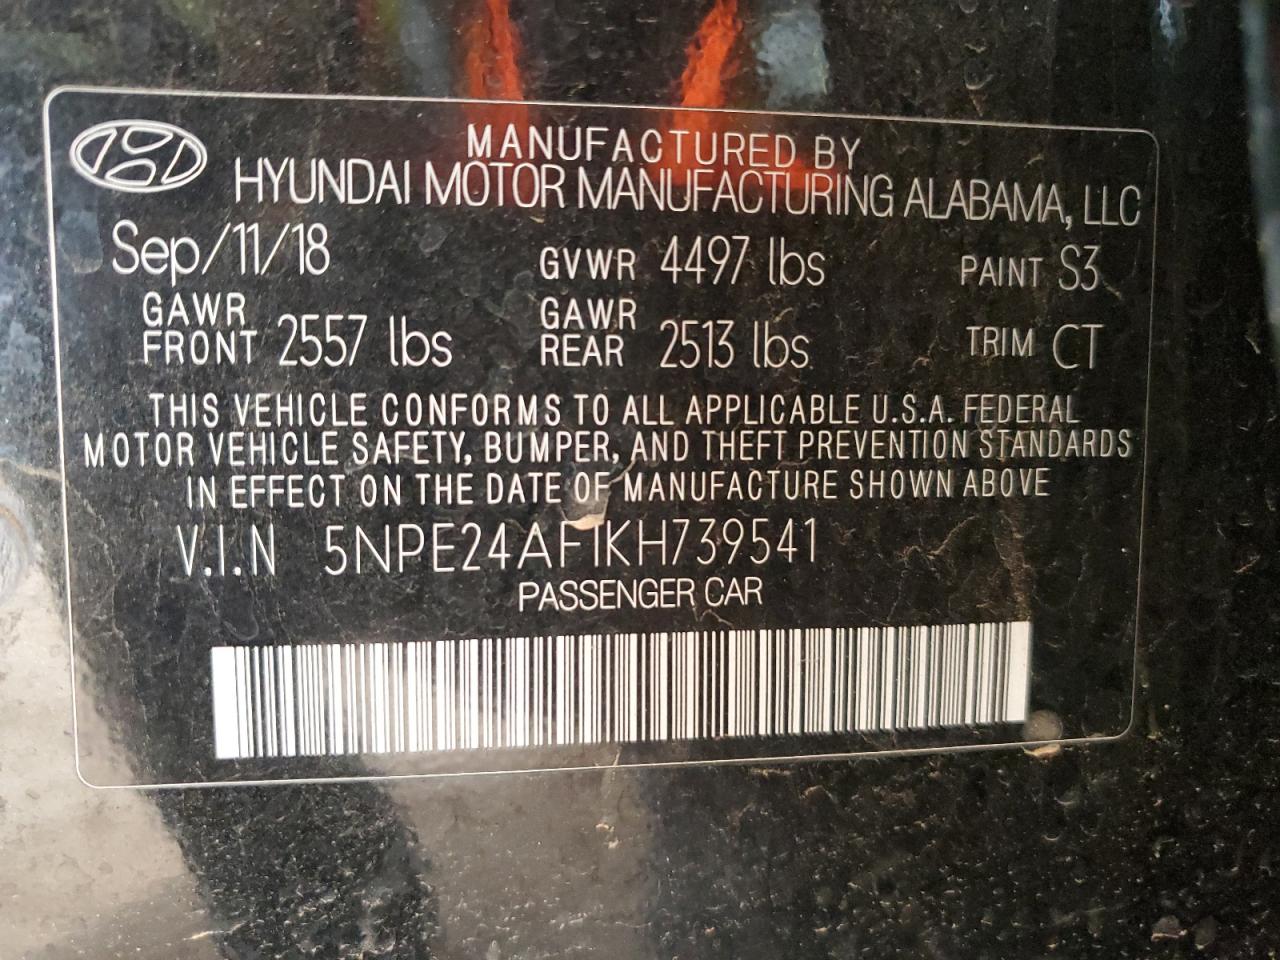 MANUFACTURED BY
HYUNDAI MOTOR MANUFACTURING ALABAMA, LLC
Sep/11/18 GVWR 4497 lbs PAINT S3
GAWR FRONT 2557 lbs GAWR REAR 2513 lbs TRIM CT
THIS VEHICLE CONFORMS TO ALL APPLICABLE U.S.A. FEDERAL
MOTOR VEHICLE SAFETY, BUMPER, AND THEFT PREVENTION STANDARDS
IN EFFECT ON THE DATE OF MANUFACTURE SHOWN ABOVE
V.I.N 5NPE24AF1KH739541
PASSENGER CAR